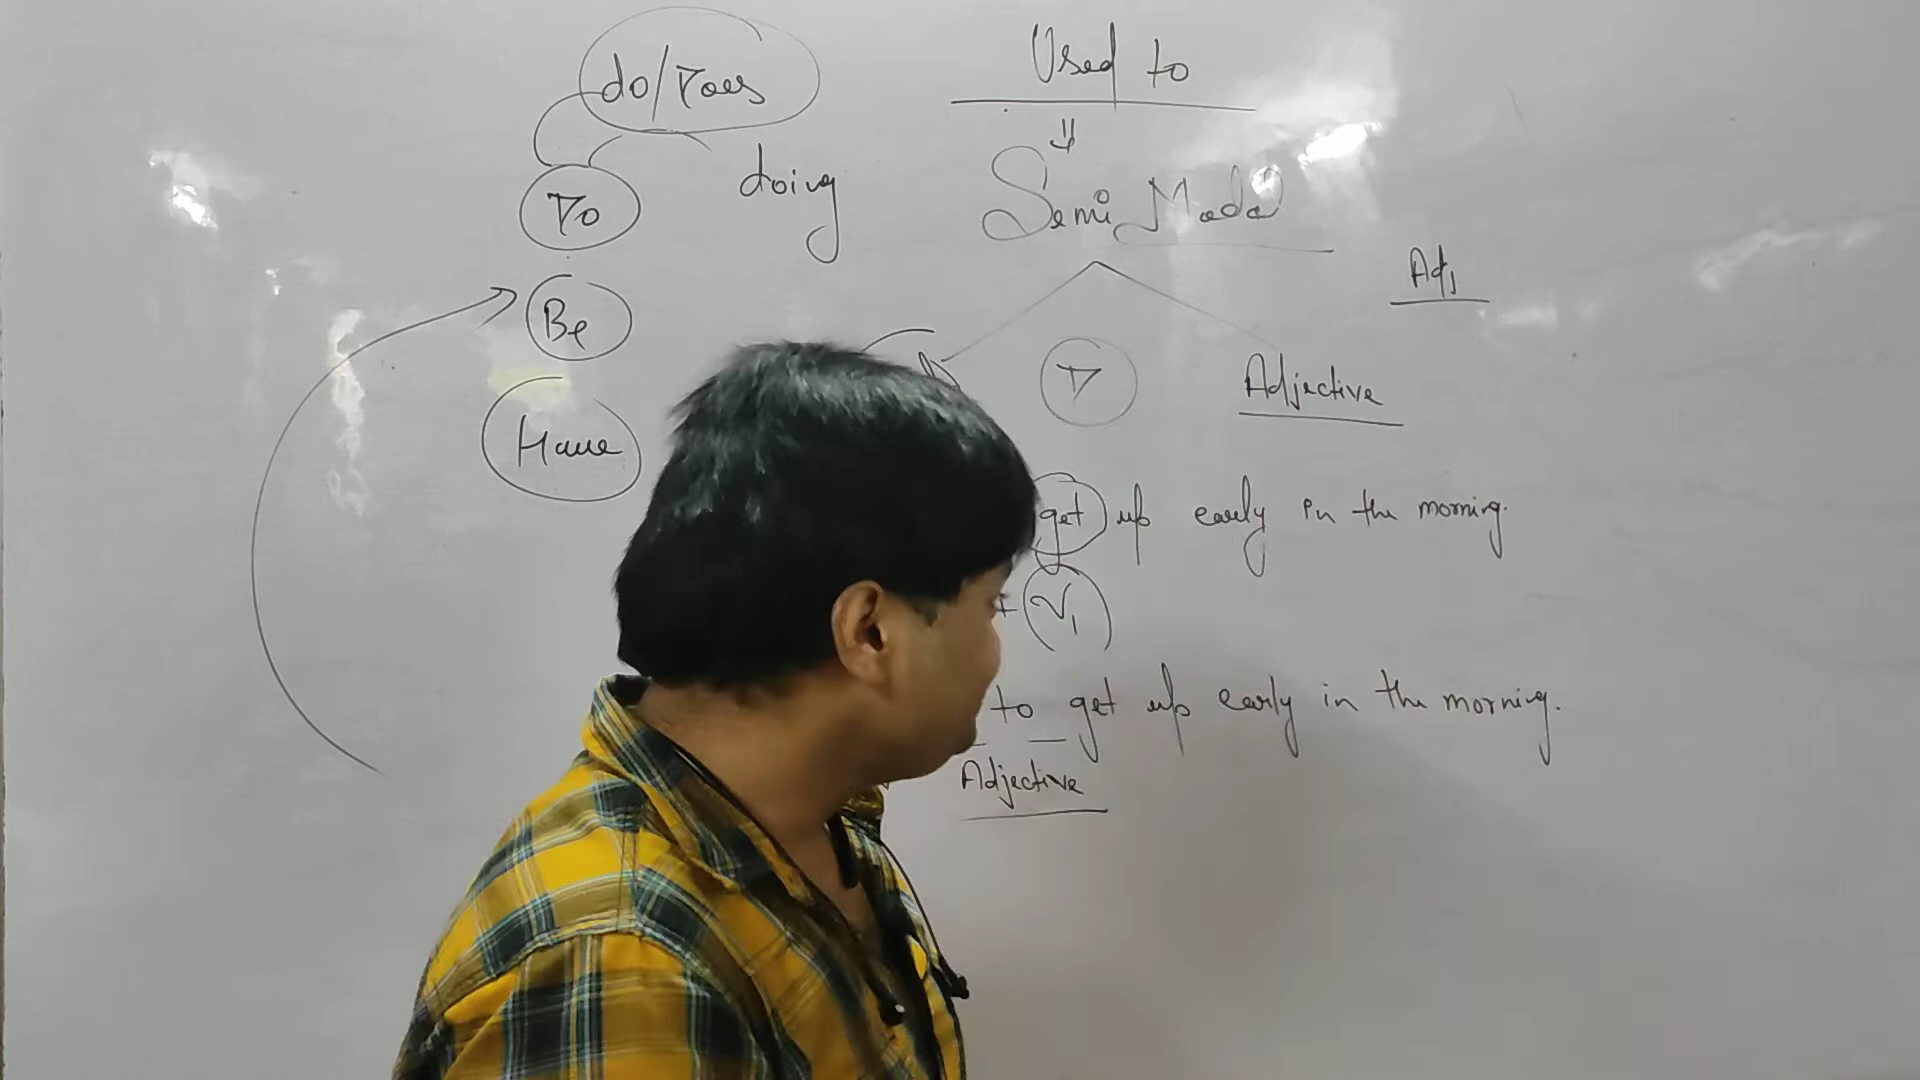 do/Does
Used to
Do
doing
Semi Modal
Adj
Be
D
Adjective
Have
get up early in the morning.
+ V1
to get up early in the morning.
Adjective